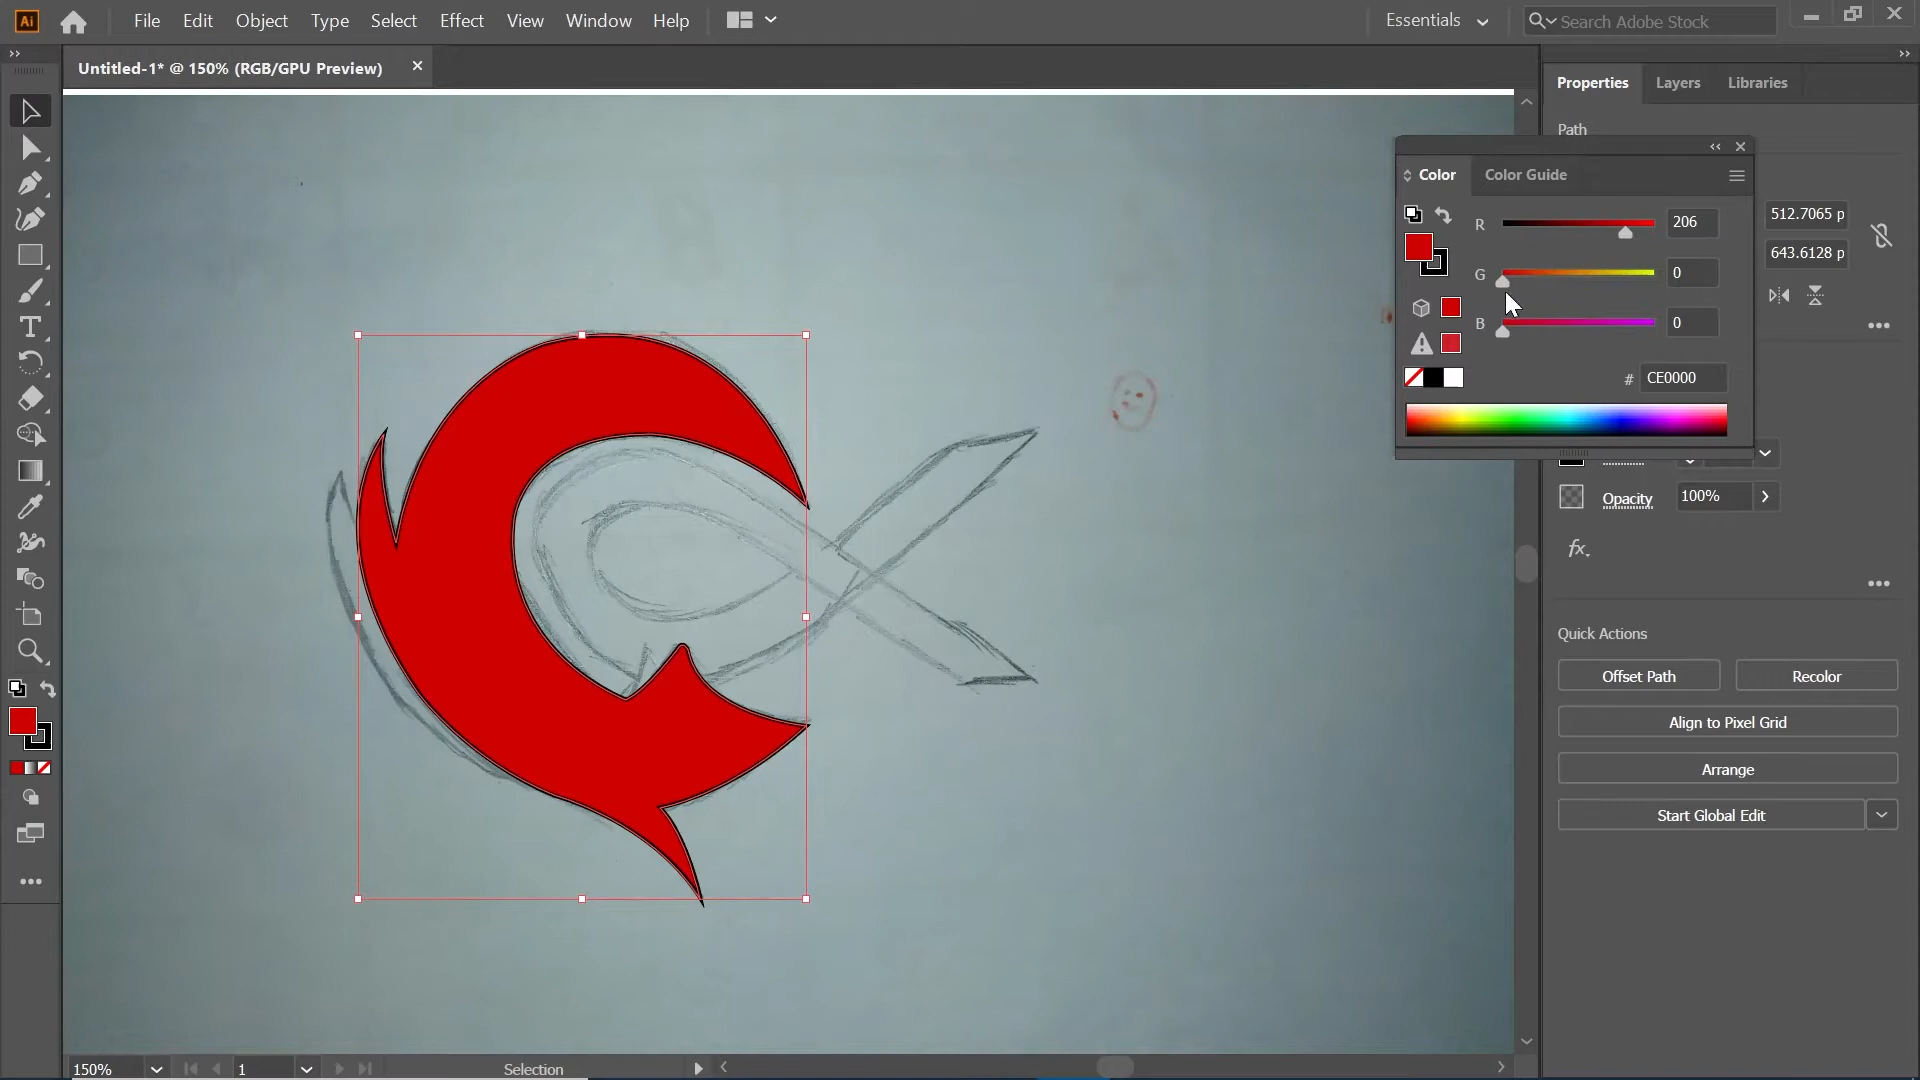 Ai File Edit Object Type Select Effect View Window Help Essentials Search Adobe Stock
Untitled-1* @ 150% (RGB/GPU Preview)
Properties Layers Libraries
Path
Color Color Guide
R 206
G 0
B 0
# CE0000
512.7065 p
643.6128 p
Opacity 100%
fx
Quick Actions
Offset Path Recolor
Align to Pixel Grid
Arrange
Start Global Edit
150% 1 Selection